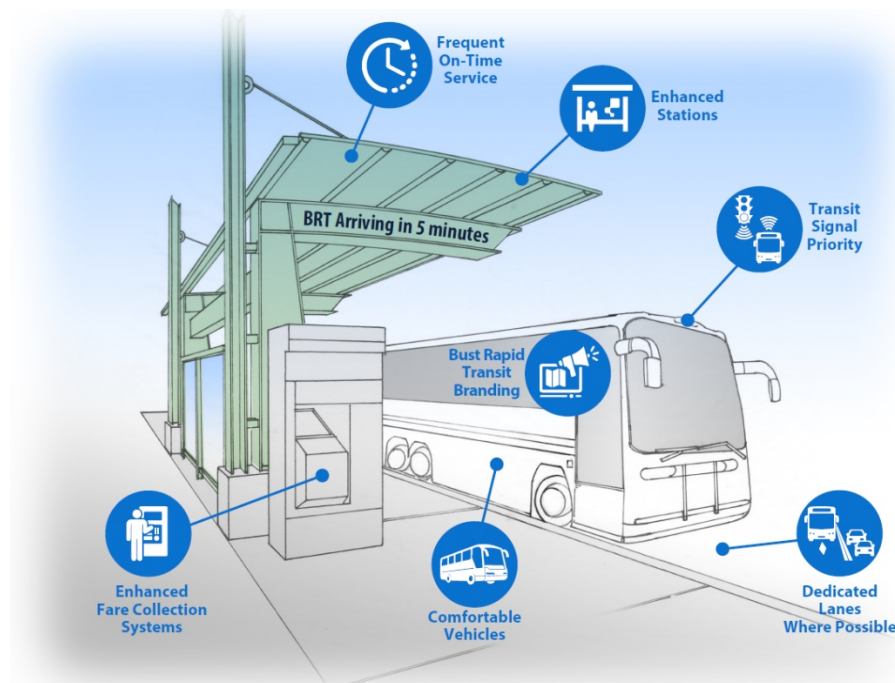 Frequent
On-Time
Service
Enhanced
Stations
BRT Arriving in 5 minutes
Transit
Signal
Priority
Bust Rapid
Transit
Branding
Enhanced
Fare Collection
Systems
Comfortable
Vehicles
Dedicated
Lanes
Where Possible